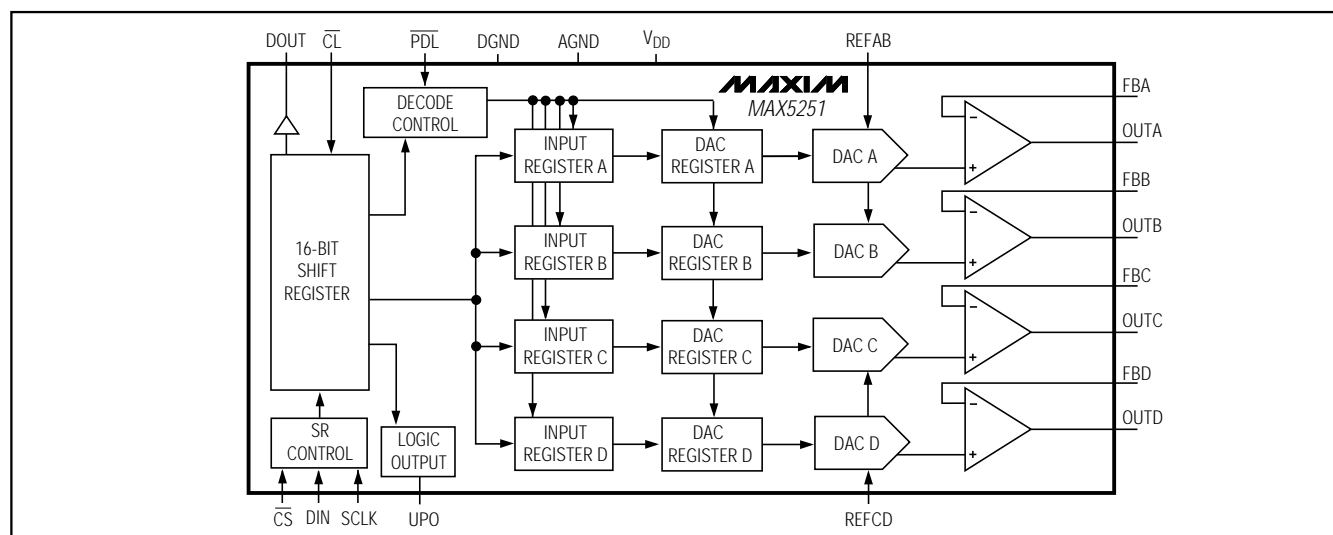 DOUT CL PDL DGND AGND VDD REFAB
MAXIM
MAX5251
DECODE
CONTROL
16-BIT
SHIFT
REGISTER
SR
CONTROL
LOGIC
OUTPUT
INPUT
REGISTER A
DAC
REGISTER A
DAC A
INPUT
REGISTER B
DAC
REGISTER B
DAC B
INPUT
REGISTER C
DAC
REGISTER C
DAC C
INPUT
REGISTER D
DAC
REGISTER D
DAC D
FBA
−
OUTA
+
FBB
−
OUTB
+
FBC
−
OUTC
+
FBD
−
OUTD
+
CS DIN SCLK UPO REFCD